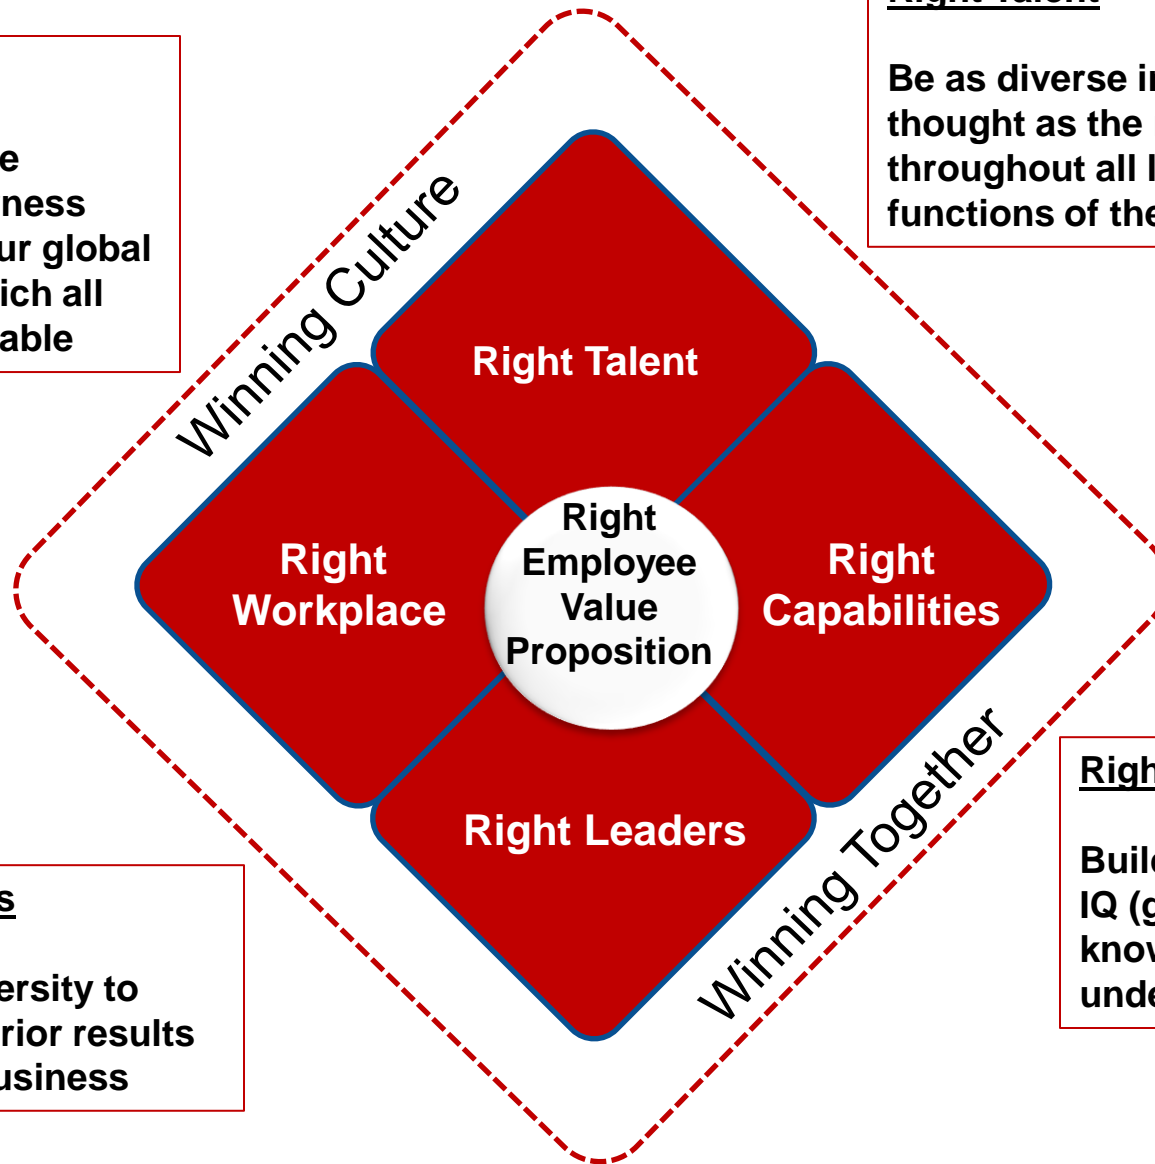 Right Talent
Be as diverse in
thought as the
throughout all
functions of the
ur global
ich all
able
Winning Culture
Right Talent
Right
Workplace
Right
Employee
Value
Proposition
Right
Capabilities
Right Leaders
Winning Together
s
ersity to
rior results
usiness
Righ
IQ (g
know
unde